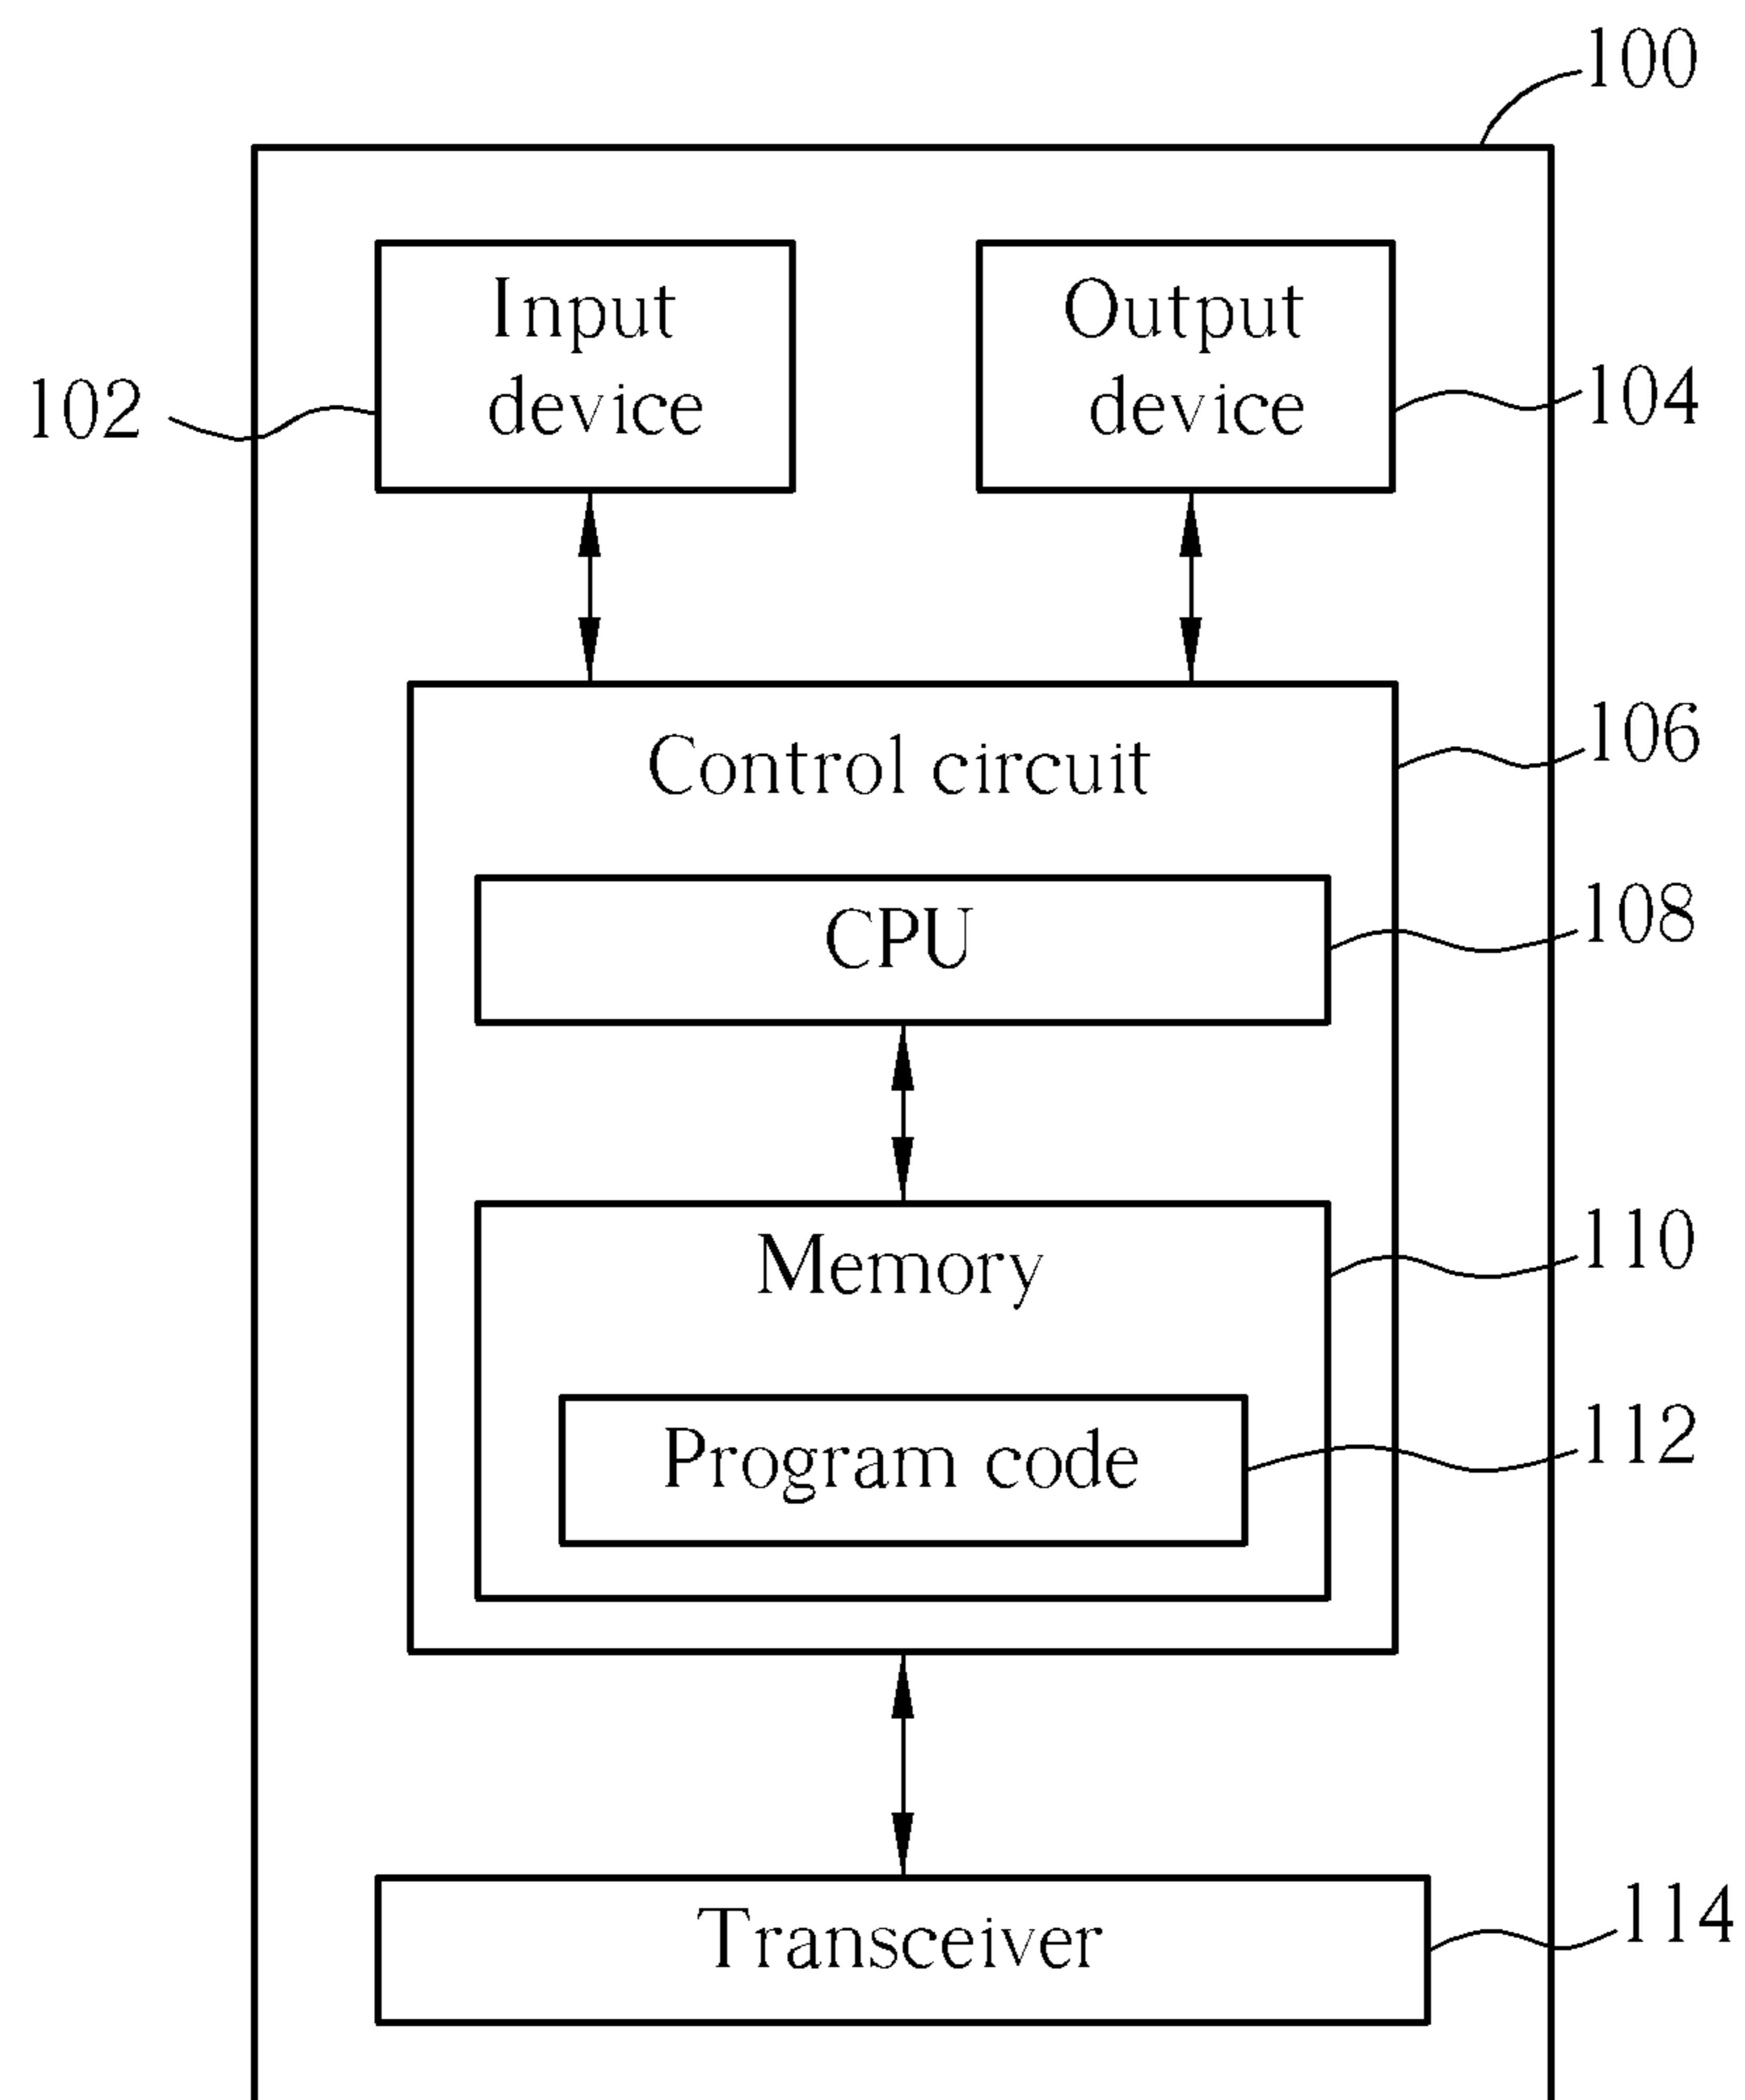 100
Input
device
Output
device
102
104
Control circuit
106
CPU
108
Memory
110
Program code
112
Transceiver
114